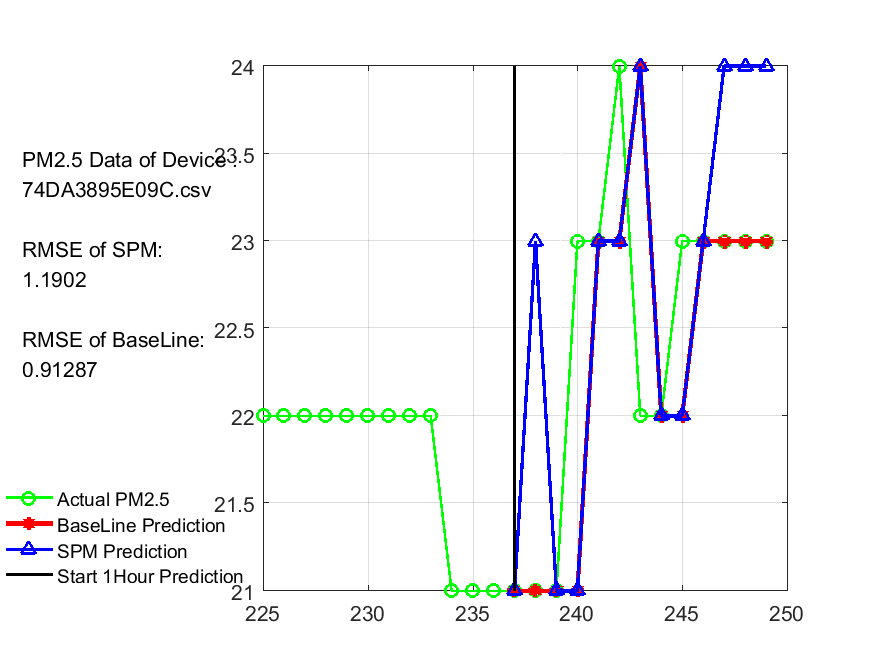 PM2.5 Data of Device :
74DA3895E09C.csv
RMSE of SPM:
1.1902
RMSE of BaseLine:
0.91287
Actual PM2.5
BaseLine Prediction
SPM Prediction
Start 1Hour Prediction
24
23.5
23
22.5
22
21.5
21
225 230 235 240 245 250